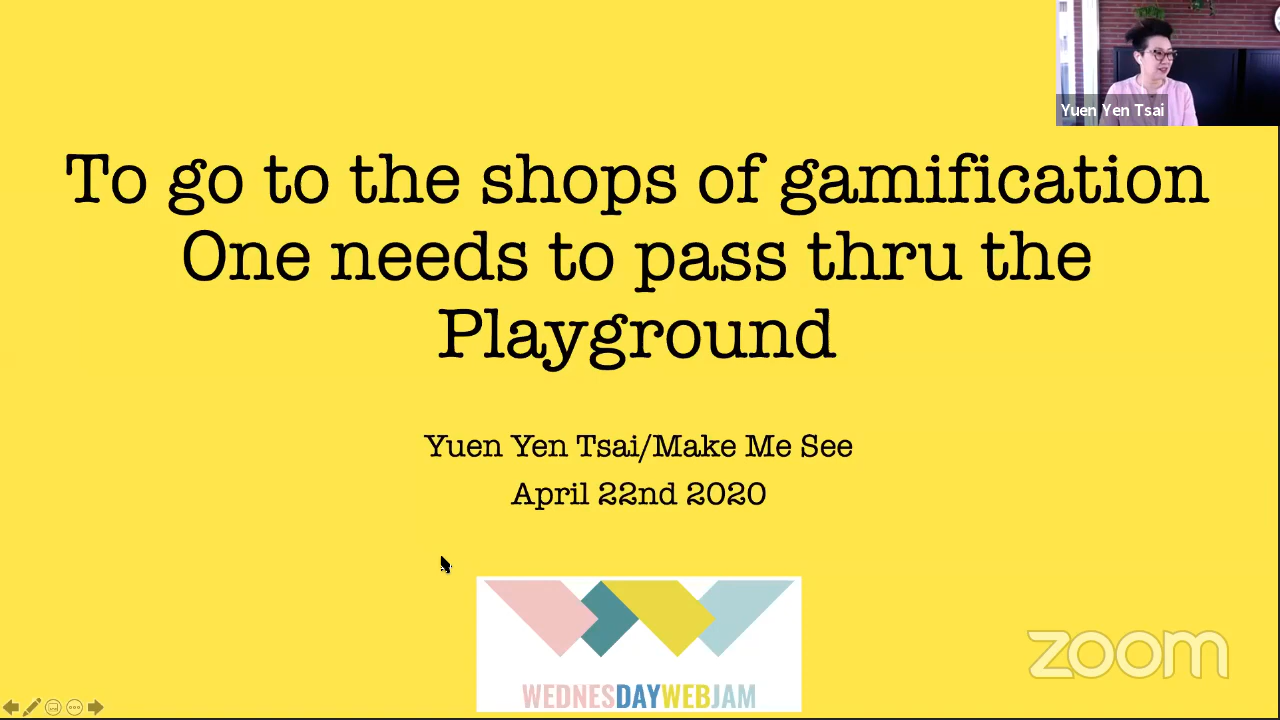 Yuen Yen Tsai
To go to the shops of gamification
One needs to pass thru the
Playground
Yuen Yen Tsai/Make Me See
April 22nd 2020
WEDNESDAYWEBJAM
zoom